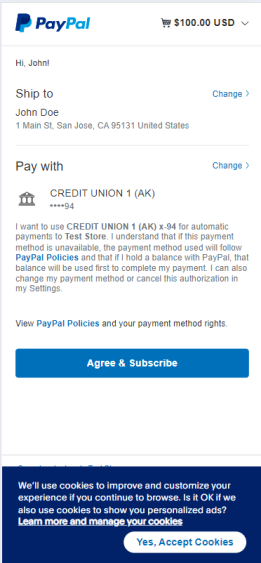 PayPal
$100.00 USD
Hi, John!
Ship to
Change >
John Doe
1 Main St, San Jose, CA 95131 United States
Pay with
Change >
CREDIT UNION 1 (AK)
••••94
I want to use CREDIT UNION 1 (AK) x-94 for automatic
payments to Test Store. I understand that if this payment
method is unavailable, the payment method used will follow
PayPal Policies and that if I hold a balance with PayPal, that
balance will be used first to complete my payment. I can also
change my payment method or cancel this authorization in
my Settings.
View PayPal Policies and your payment method rights.
Agree & Subscribe
We'll use cookies to improve and customize your
experience if you continue to browse. Is it OK if we
also use cookies to show you personalized ads?
Learn more and manage your cookies
Yes, Accept Cookies